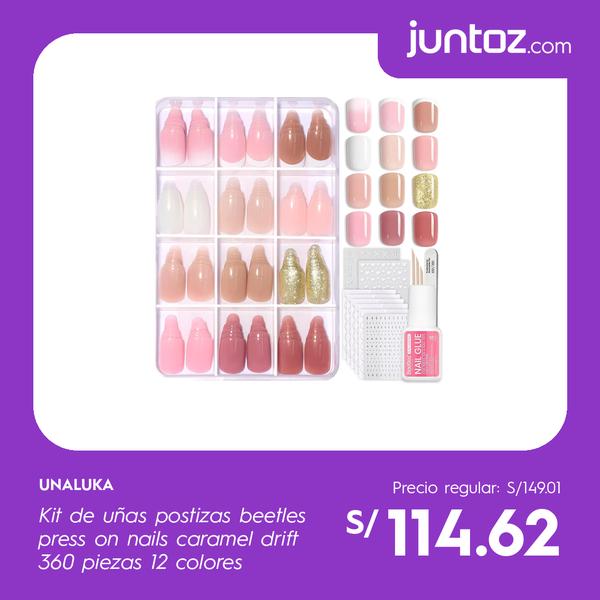 juntoz.com
NAIL GLUE
UNALUKA
Kit de uñas postizas beetles
press on nails caramel drift
360 piezas 12 colores
Precio regular: S/149.01
S/114.62